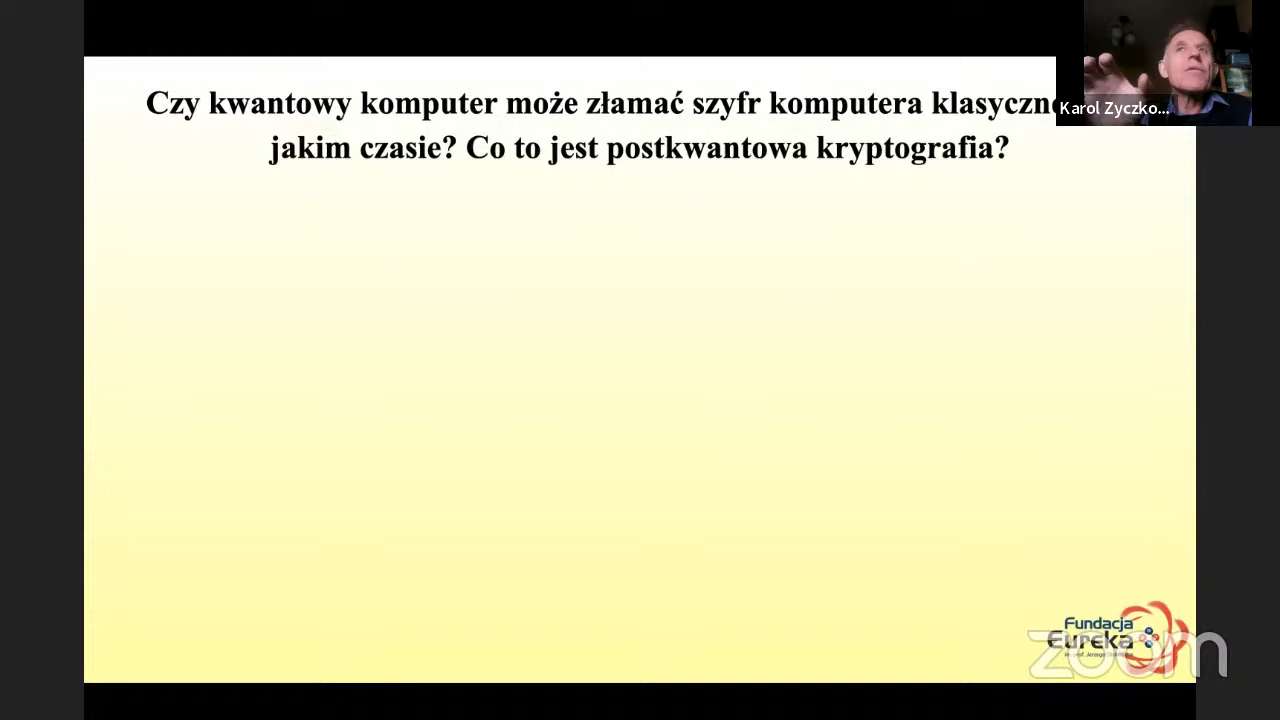 Czy kwantowy komputer może złamać szyfr komputera
jakim czasie? Co to jest postkwantowa kryptografia?
Karol Zyczko...
Fundacja
Eureka
zoom